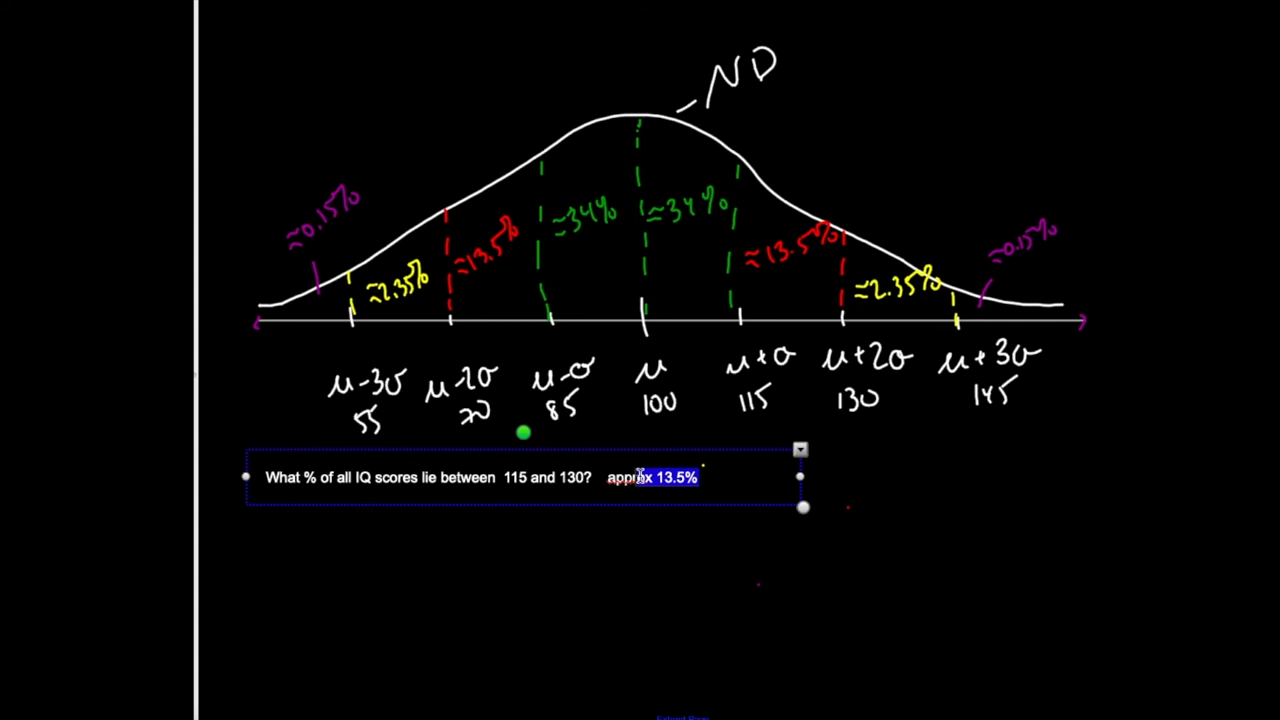 ND
≈0.15%
≈2.35%
≈13.5%
≈34%
≈34%
≈13.5%
≈2.35%
≈0.15%
μ-3σ μ-2σ μ-σ μ μ+σ μ+2σ μ+3σ
55 70 85 100 115 130 145
What % of all IQ scores lie between 115 and 130? approx 13.5%